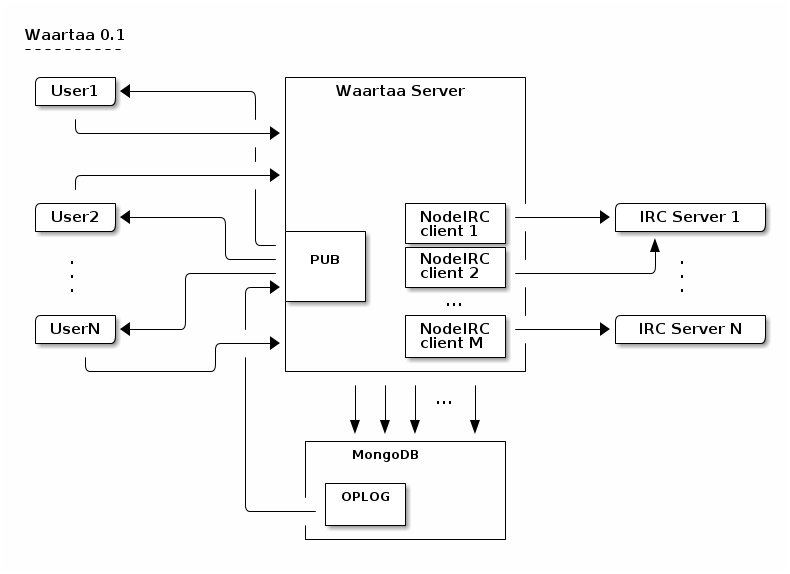 Waartaa 0.1
User1
Waartaa Server
User2
NodeIRC
client 1
IRC Server 1
PUB
NodeIRC
client 2
...
UserN
NodeIRC
client M
IRC Server N
...
MongoDB
OPLOG